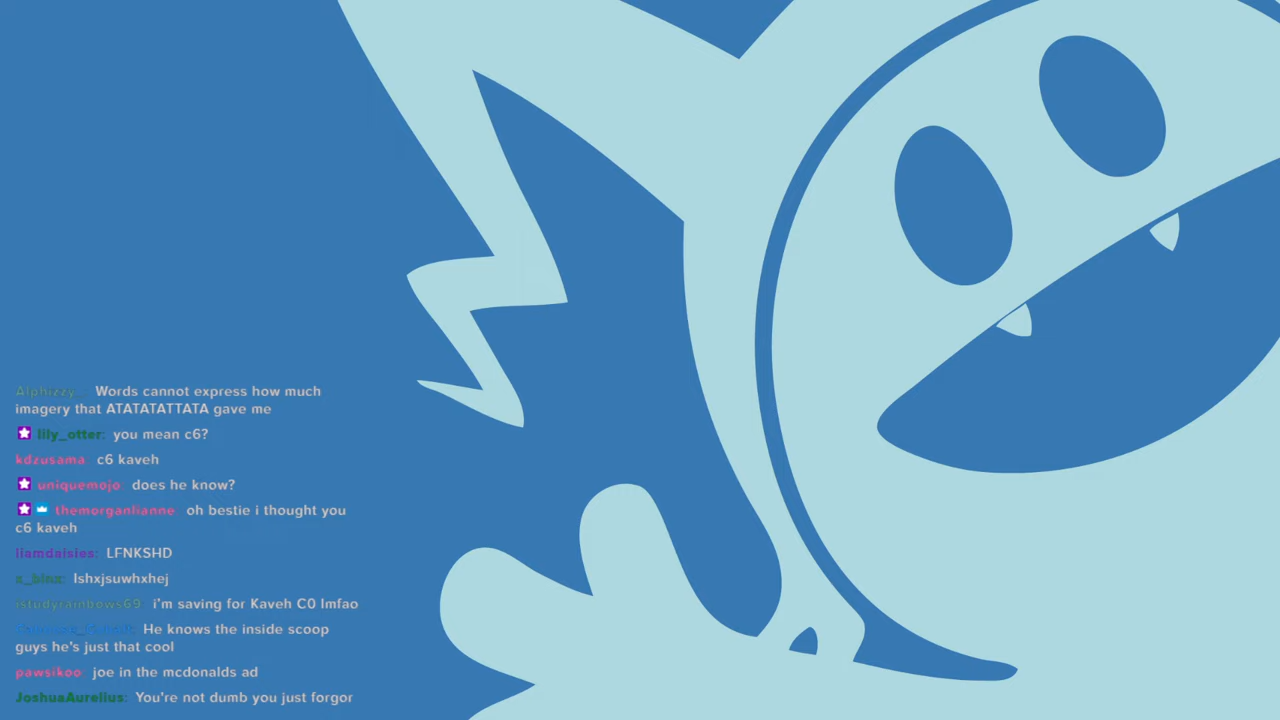 Alphizzy_: Words cannot express how much
imagery that ATATATATTATA gave me
lily_otter: you mean c6?
kdzusama: c6 kaveh
uniquemojo: does he know?
themorganlianne: oh bestie i thought you
c6 kaveh
liamdaisies: LFNKSHD
lshxjsuwhxhej
i'm saving for Kaveh C0 lmfao
He knows the inside scoop
guys he's just that cool
pawsikoo: joe in the mcdonalds ad
JoshuaAurelius: You're not dumb you just forgor